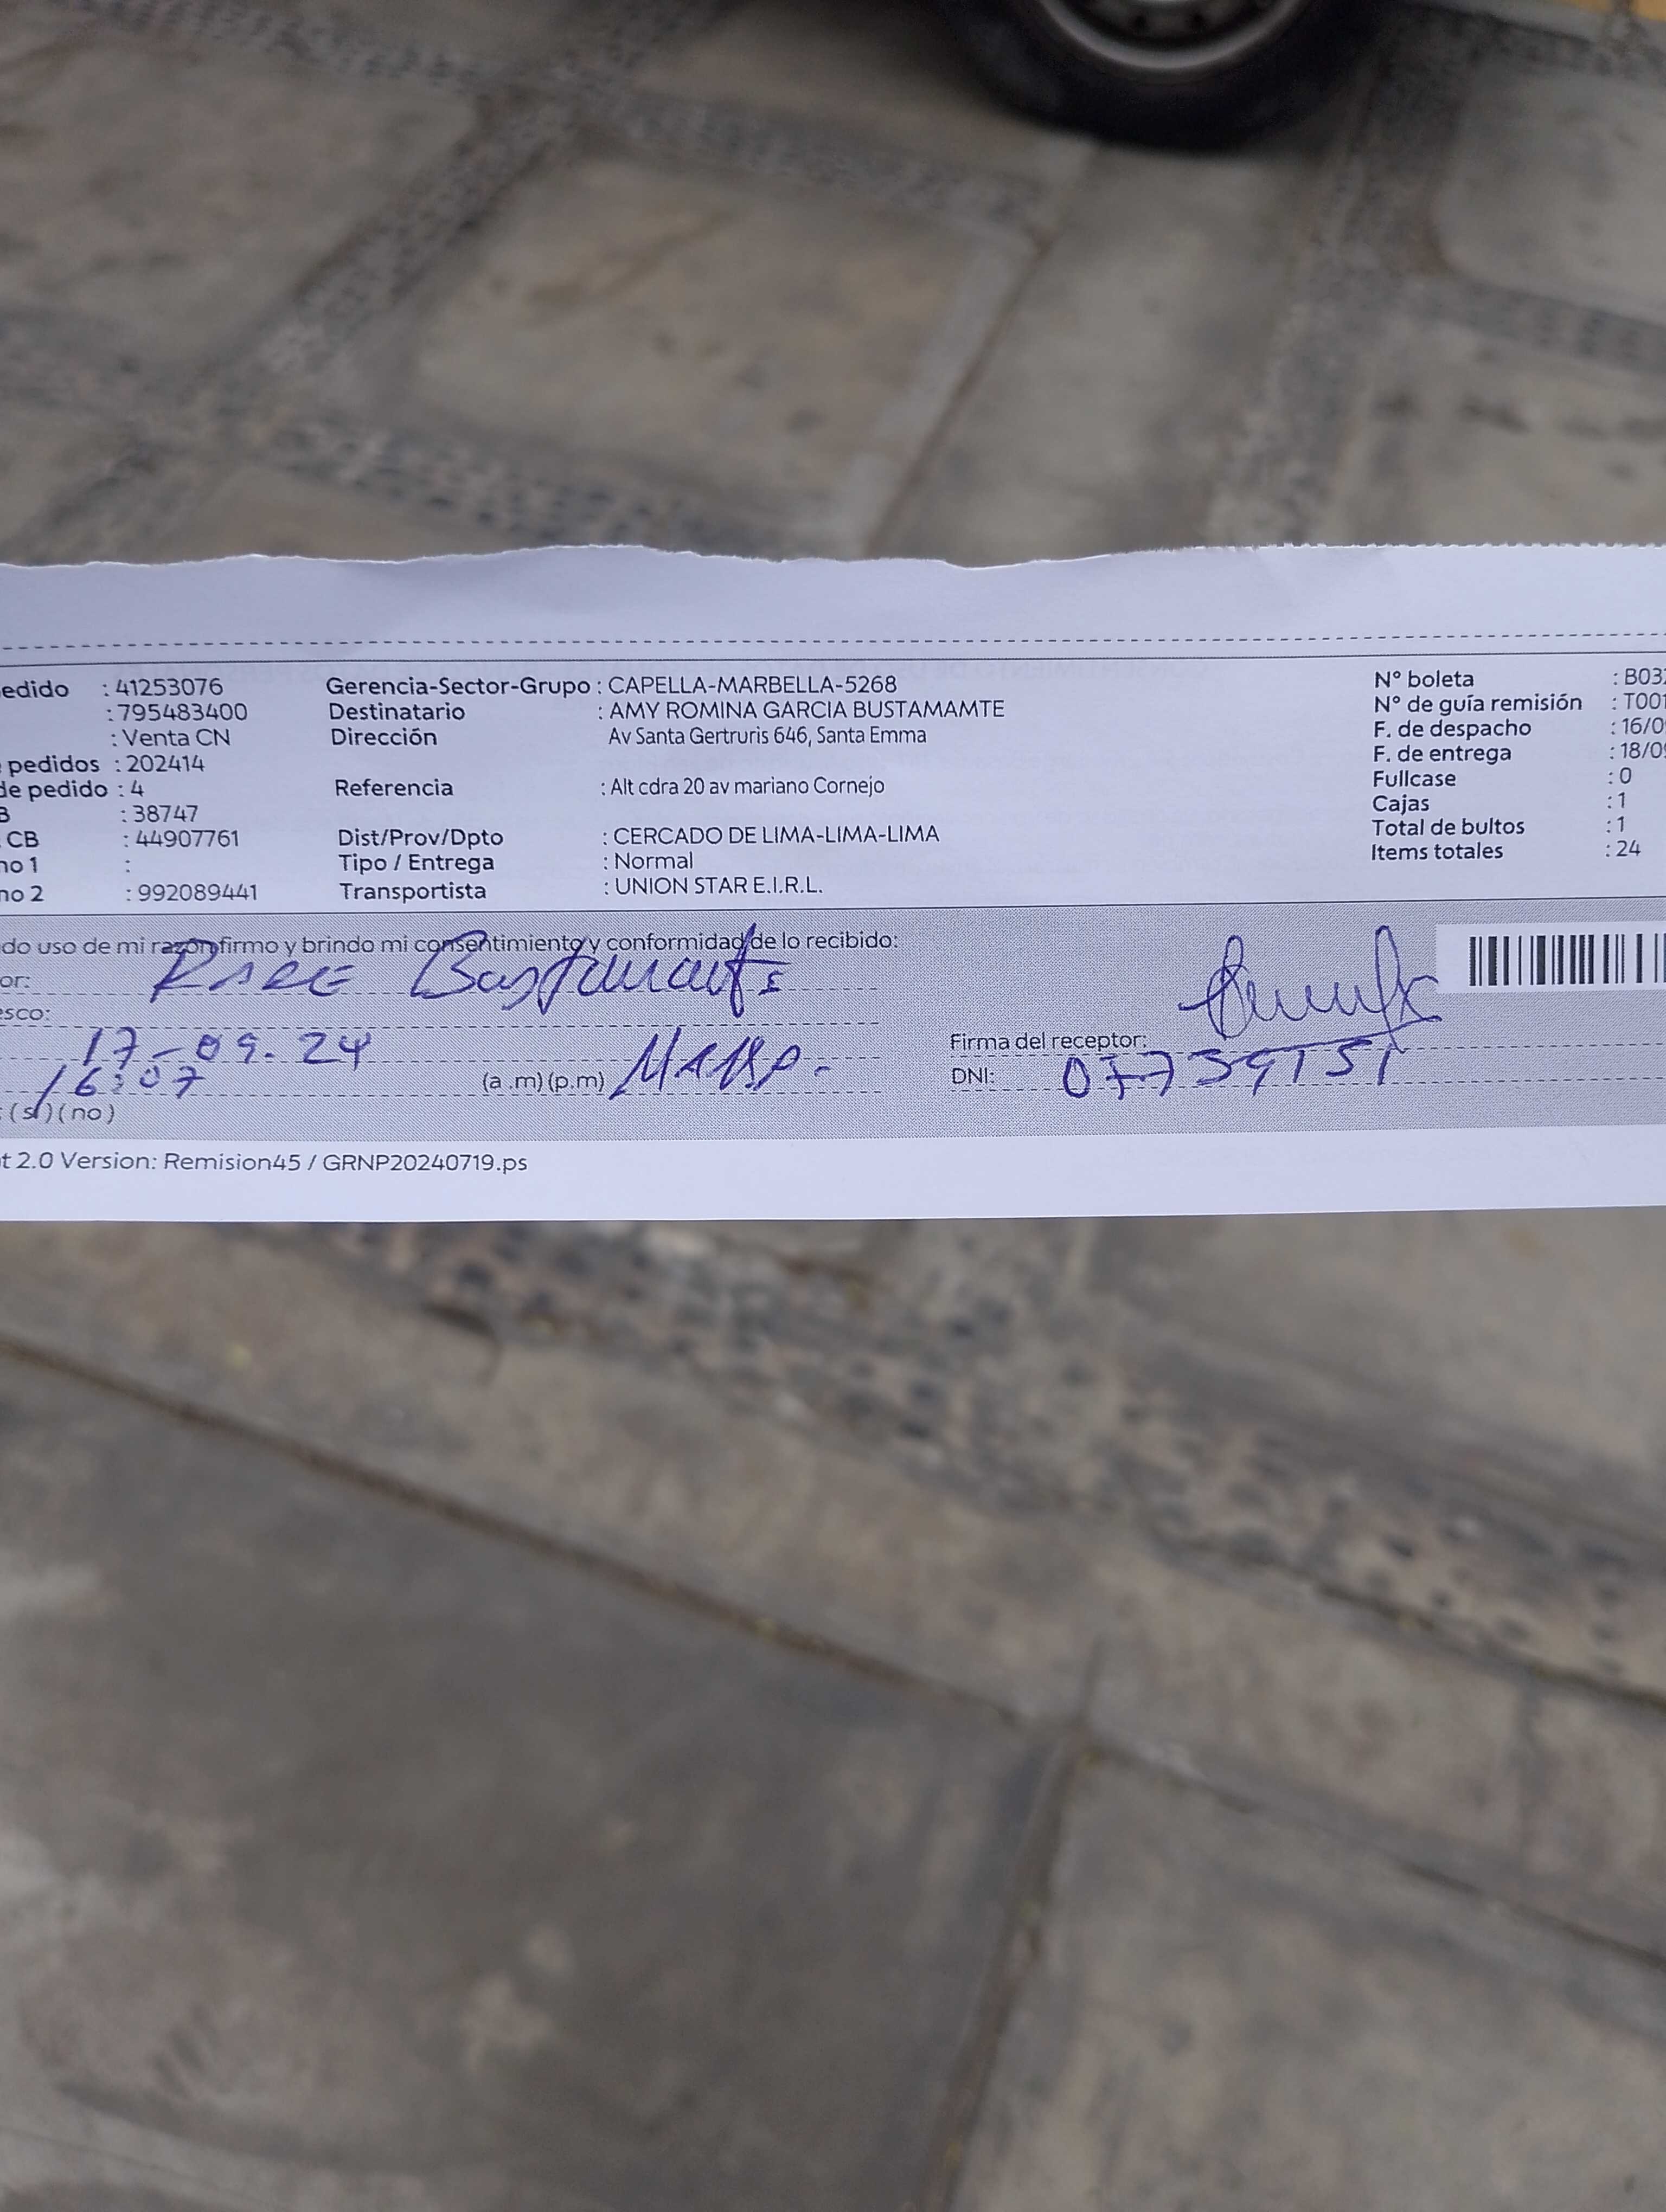 edido : 41253076 Gerencia-Sector-Grupo : CAPELLA-MARBELLA-5268 N° boleta : B03
: 795483400 Destinatario : AMY ROMINA GARCIA BUSTAMAMTE N° de guía remisión : T001
: Venta CN Dirección Av Santa Gertruris 646, Santa Emma F. de despacho : 16/0
pedidos : 202414 F. de entrega : 18/09
de pedido : 4 Referencia : Alt cdra 20 av mariano Cornejo Fullcase : 0
B : 38747 Cajas : 1
CB : 44907761 Dist/Prov/Dpto : CERCADO DE LIMA-LIMA-LIMA Total de bultos : 1
no 1 : Tipo / Entrega : Normal Items totales : 24
no 2 : 992089441 Transportista : UNION STAR E.I.R.L.
do uso de mi razón firmo y brindo mi consentimiento y conformidad de lo recibido:
or: Bustamante
esco:
17-09.24 Firma del receptor:
16:07 (a .m) (p.m) DNI: 07739151
: (si) (no)
t 2.0 Version: Remision45 / GRNP20240719.ps